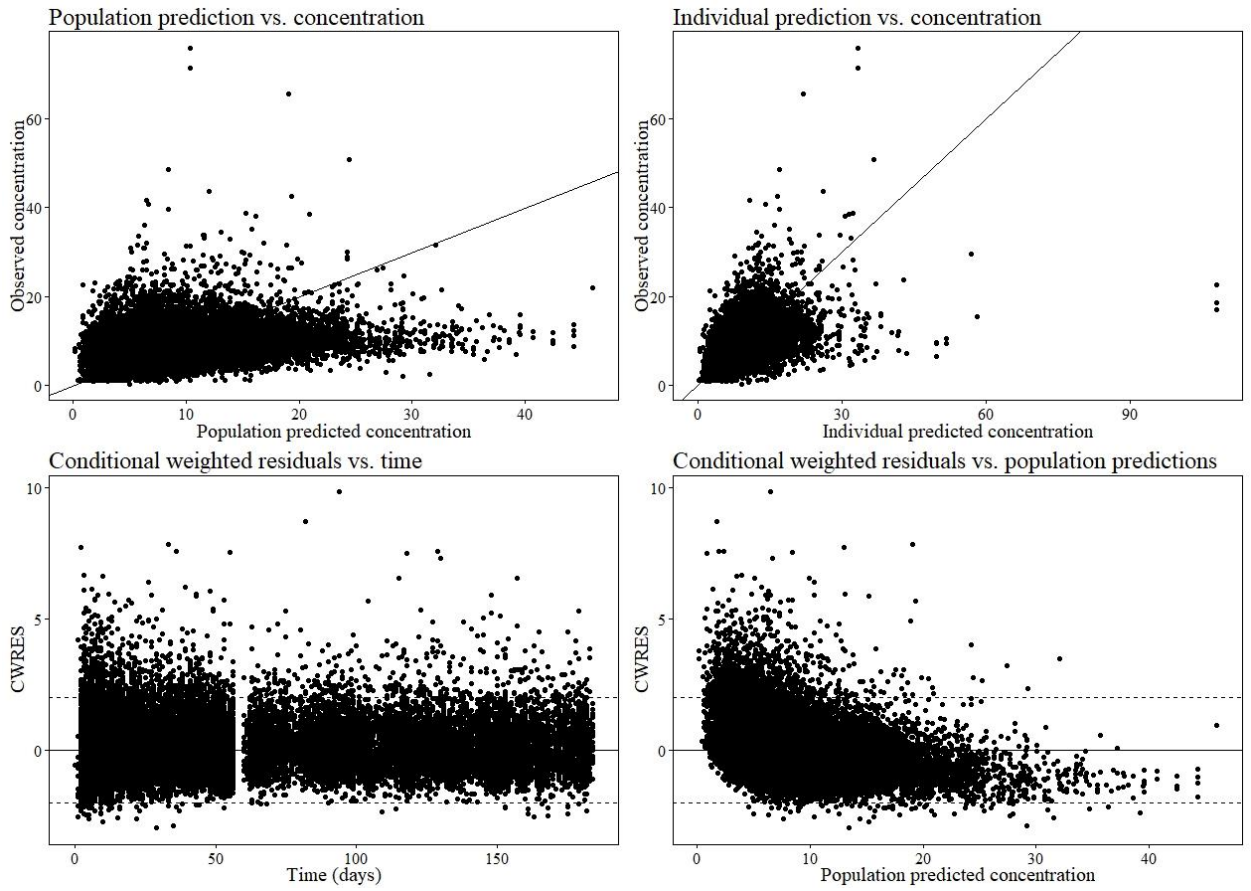 Population prediction vs. concentration
Observed concentration
60
40
20
0
0 10 20 30 40
Population predicted concentration
Individual prediction vs. concentration
Observed concentration
60
40
20
0
0 30 60 90
Individual predicted concentration
Conditional weighted residuals vs. time
CWRES
10
5
0
0 50 100 150
Time (days)
Conditional weighted residuals vs. population predictions
CWRES
10
5
0
0 10 20 30 40
Population predicted concentration